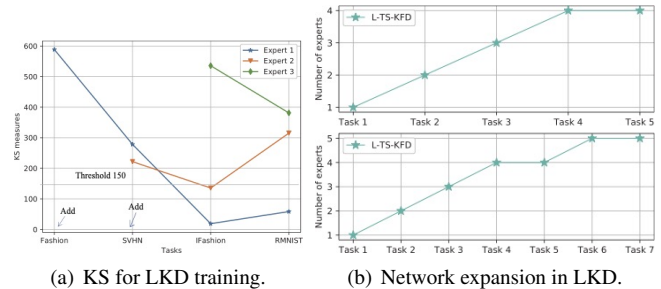 600
500
400
300
200
100
0
KS measures
Expert 1
Expert 2
Expert 3
Threshold 150
Add
Add
Fashion SVHN IFashion RMNIST
Tasks
(a) KS for LKD training.
4
3
2
1
Number of experts
L-TS-KFD
Task 1 Task 2 Task 3 Task 4 Task 5
5
4
3
2
1
Number of experts
L-TS-KFD
Task 1 Task 2 Task 3 Task 4 Task 5 Task 6 Task 7
(b) Network expansion in LKD.